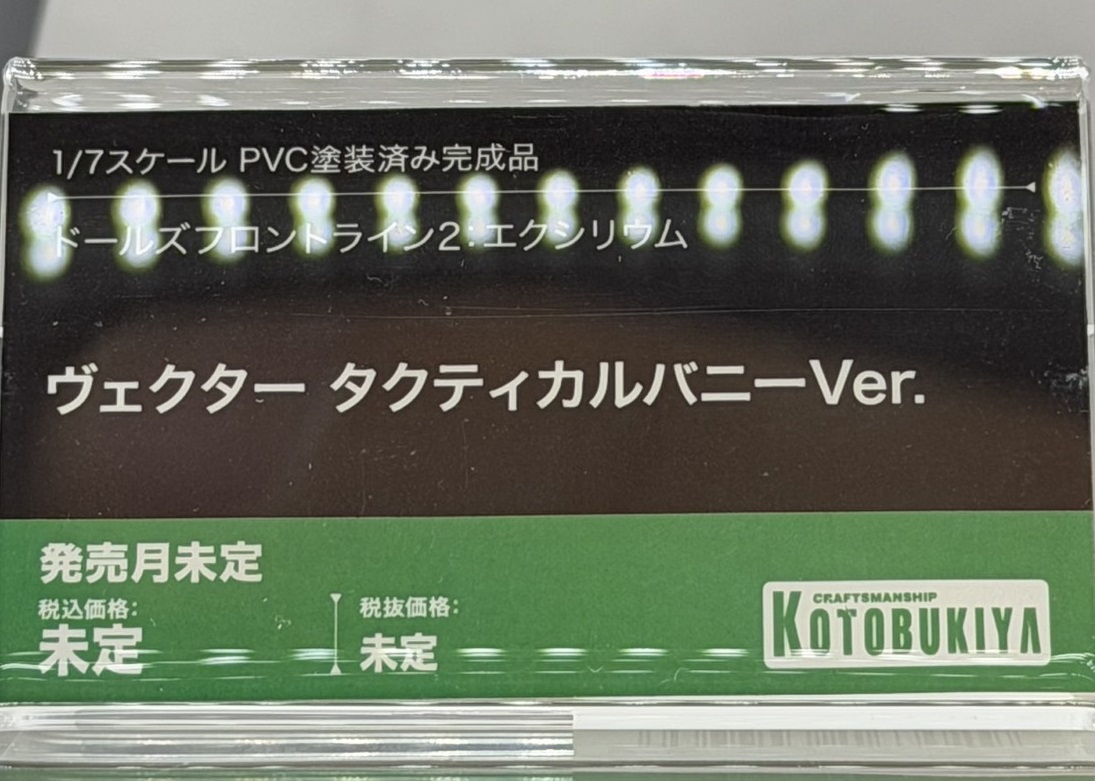 1/7スケール PVC塗装済み完成品
ドールズフロントライン2:エクシリウム
ヴェクター タクティカルバニーVer.
発売月未定
税込価格:
未定
税抜価格:
未定
CRAFTSMANSHIP
KOTOBUKIYA